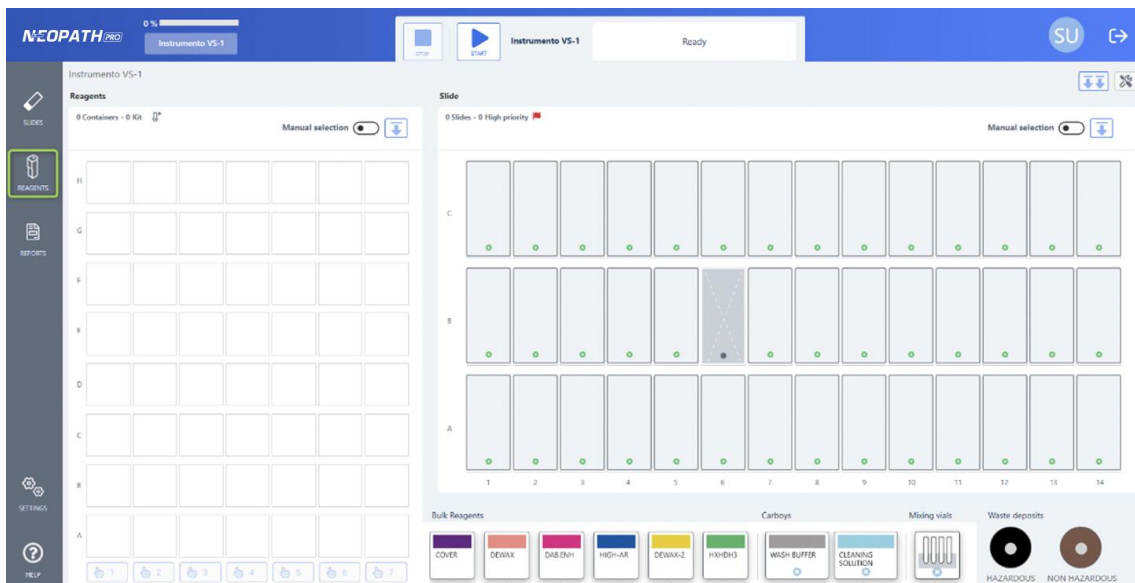 NEOPATH PRO
0 %
Instrumento VS-1
STOP
START
Instrumento VS-1
Ready
SU
SLIDES
REAGENTS
REPORTS
SETTINGS
HELP
Instrumento VS-1
Reagents
0 Containers - 0 Kit
Manual selection
H
G
F
E
D
C
B
A
1 2 3 4 5 6 7
Slide
0 Slides - 0 High priority
Manual selection
C
B
A
1 2 3 4 5 6 7 8 9 10 11 12 13 14
Bulk Reagents
COVER
DEWAX
DAB.ENH
HIGH-AR
DEWAX-2
HXHDH3
Carboys
WASH BUFFER
CLEANING
SOLUTION
Mixing vials
Waste deposits
HAZARDOUS
NON HAZARDOUS